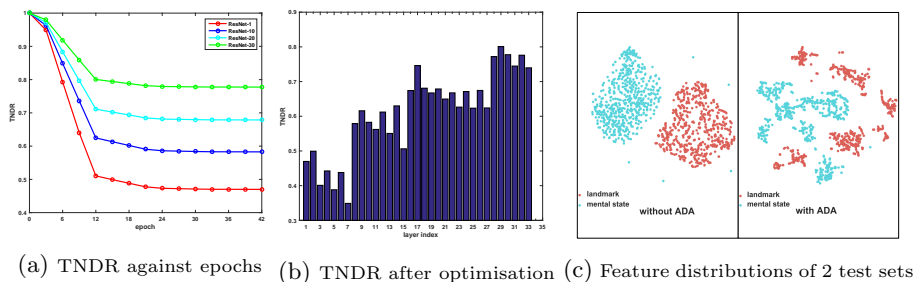 TNDR
1
0.9
0.8
0.7
0.6
0.5
0.4
0.3
0 6 12 18 24 30 36 42
epoch
ResNet-1
ResNet-10
ResNet-20
ResNet-30
(a) TNDR against epochs
TNDR
0.9
0.8
0.7
0.6
0.5
0.4
0.3
1 3 5 7 9 11 13 15 17 19 21 23 25 27 29 31 33 35
layer index
(b) TNDR after optimisation
landmark
mental state
without ADA
landmark
mental state
with ADA
(c) Feature distributions of 2 test sets